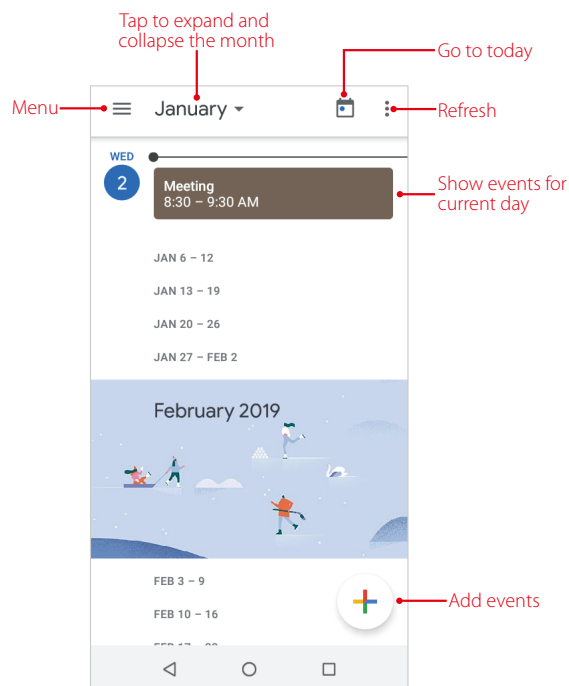 Tap to expand and
collapse the month
Go to today
Menu
January
Refresh
WED
2
Meeting
8:30 – 9:30 AM
Show events for
current day
JAN 6 – 12
JAN 13 – 19
JAN 20 – 26
JAN 27 – FEB 2
February 2019
FEB 3 – 9
Add events
FEB 10 – 16